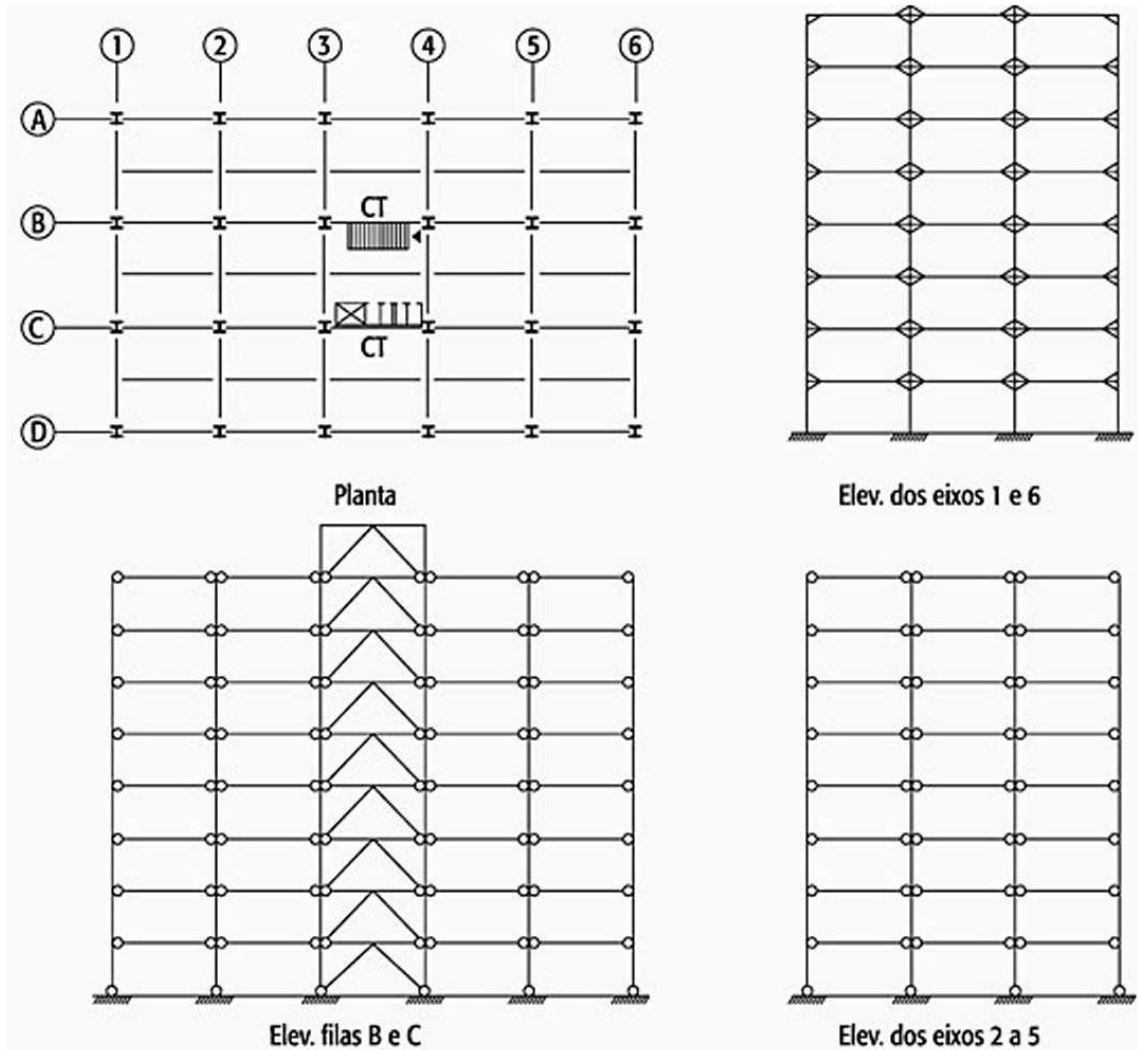 1 2 3 4 5 6
A
B
C
D
CT
CT
Planta
Elev. dos eixos 1 e 6
Elev. filas B e C
Elev. dos eixos 2 a 5